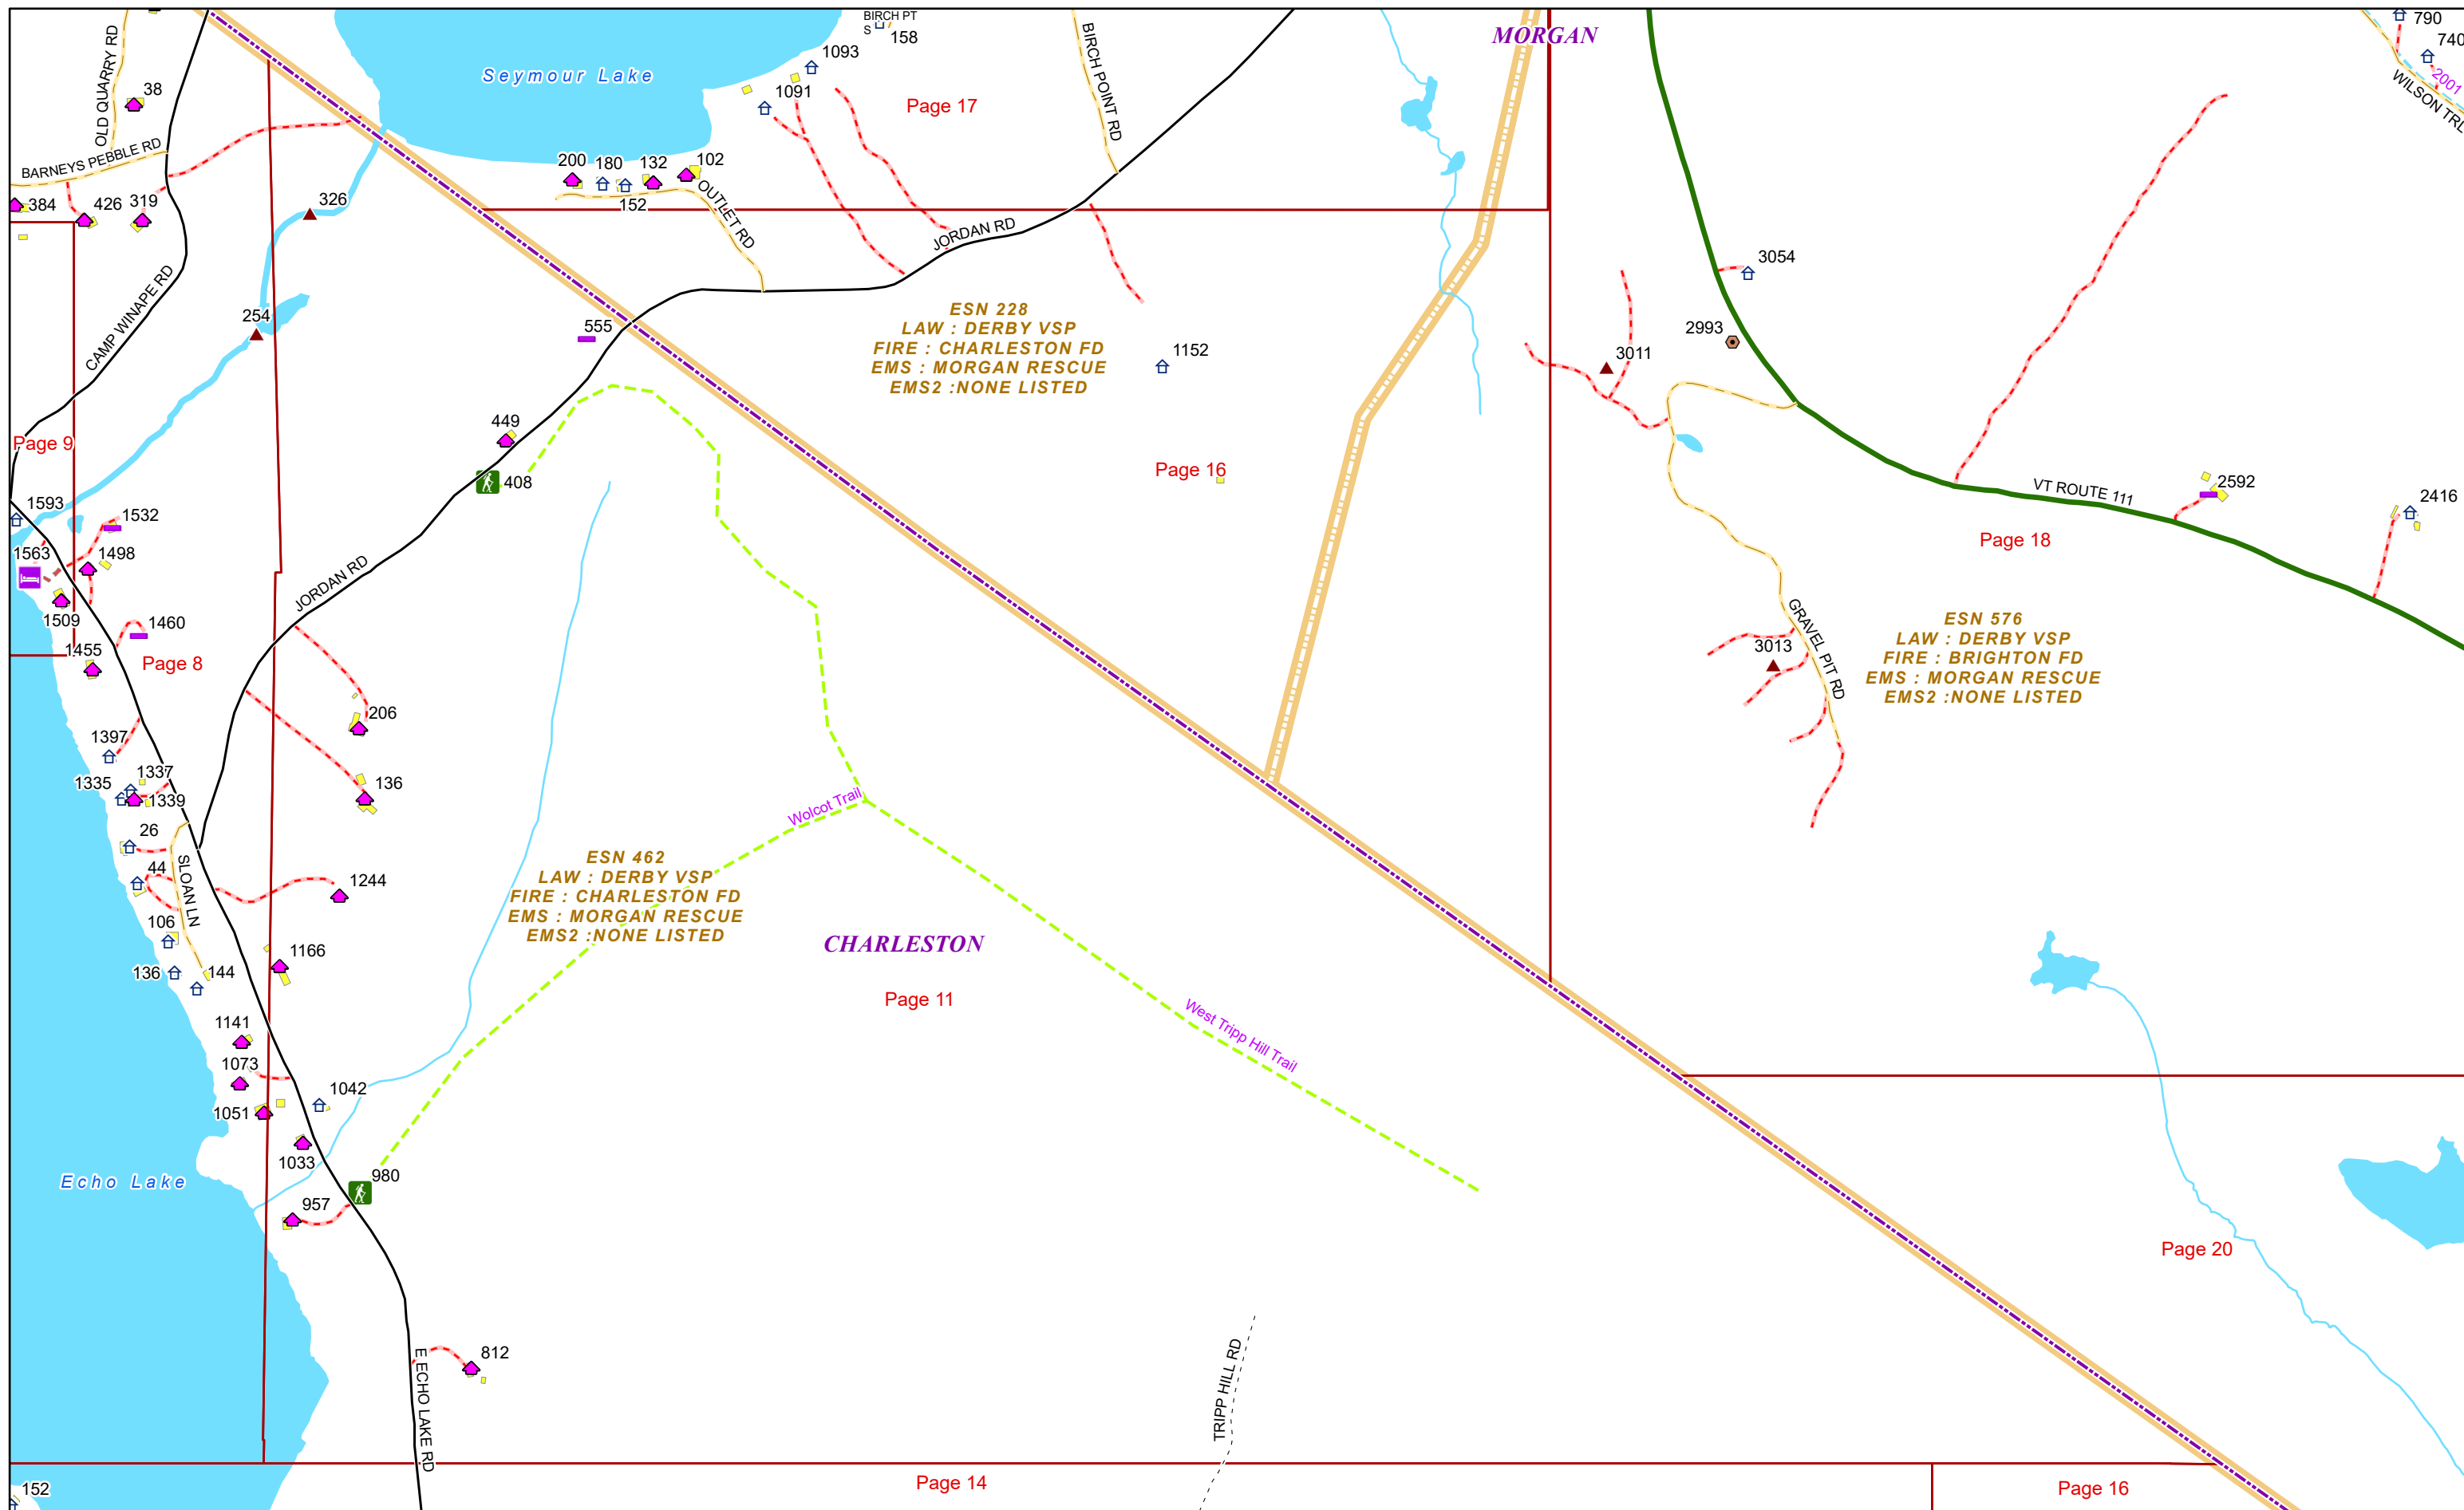 BIRCH PT
S
158
MORGAN
790
740
2001
WILSON TRL
OLD QUARRY RD
38
Seymour Lake
1093
1091
Page 17
BIRCH POINT RD
BARNEYS PEBBLE RD
200
180
132
102
152
OUTLET RD
384
426
319
326
JORDAN RD
3054
CAMP WINAPE RD
254
555
ESN 228
LAW : DERBY VSP
FIRE : CHARLESTON FD
EMS : MORGAN RESCUE
EMS2 :NONE LISTED
1152
2993
3011
Page 9
449
408
Page 16
VT ROUTE 111
2592
2416
1593
1532
1563
1498
Page 18
JORDAN RD
1509
1460
1455
Page 8
GRAVEL PIT RD
3013
ESN 576
LAW : DERBY VSP
FIRE : BRIGHTON FD
EMS : MORGAN RESCUE
EMS2 :NONE LISTED
206
1397
1337
1335
1339
136
Wolcot Trail
26
44
SLOAN LN
1244
ESN 462
LAW : DERBY VSP
FIRE : CHARLESTON FD
EMS : MORGAN RESCUE
EMS2 :NONE LISTED
106
136
144
1166
CHARLESTON
Page 11
1141
1073
West Tripp Hill Trail
1042
1051
1033
Echo Lake
980
957
Page 20
812
E ECHO LAKE RD
TRIPP HILL RD
152
Page 14
Page 16